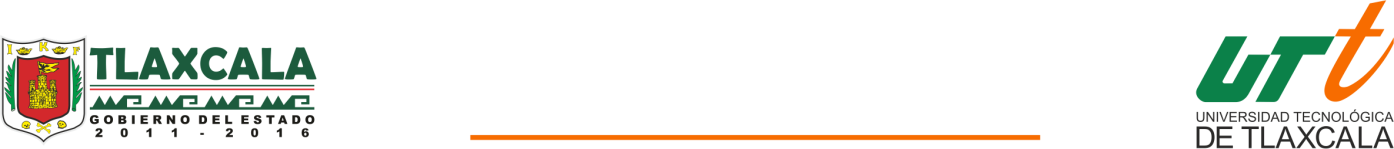 I K F
TLAXCALA
GOBIERNO DEL ESTADO
2011 - 2016
UTt
UNIVERSIDAD TECNOLÓGICA
DE TLAXCALA